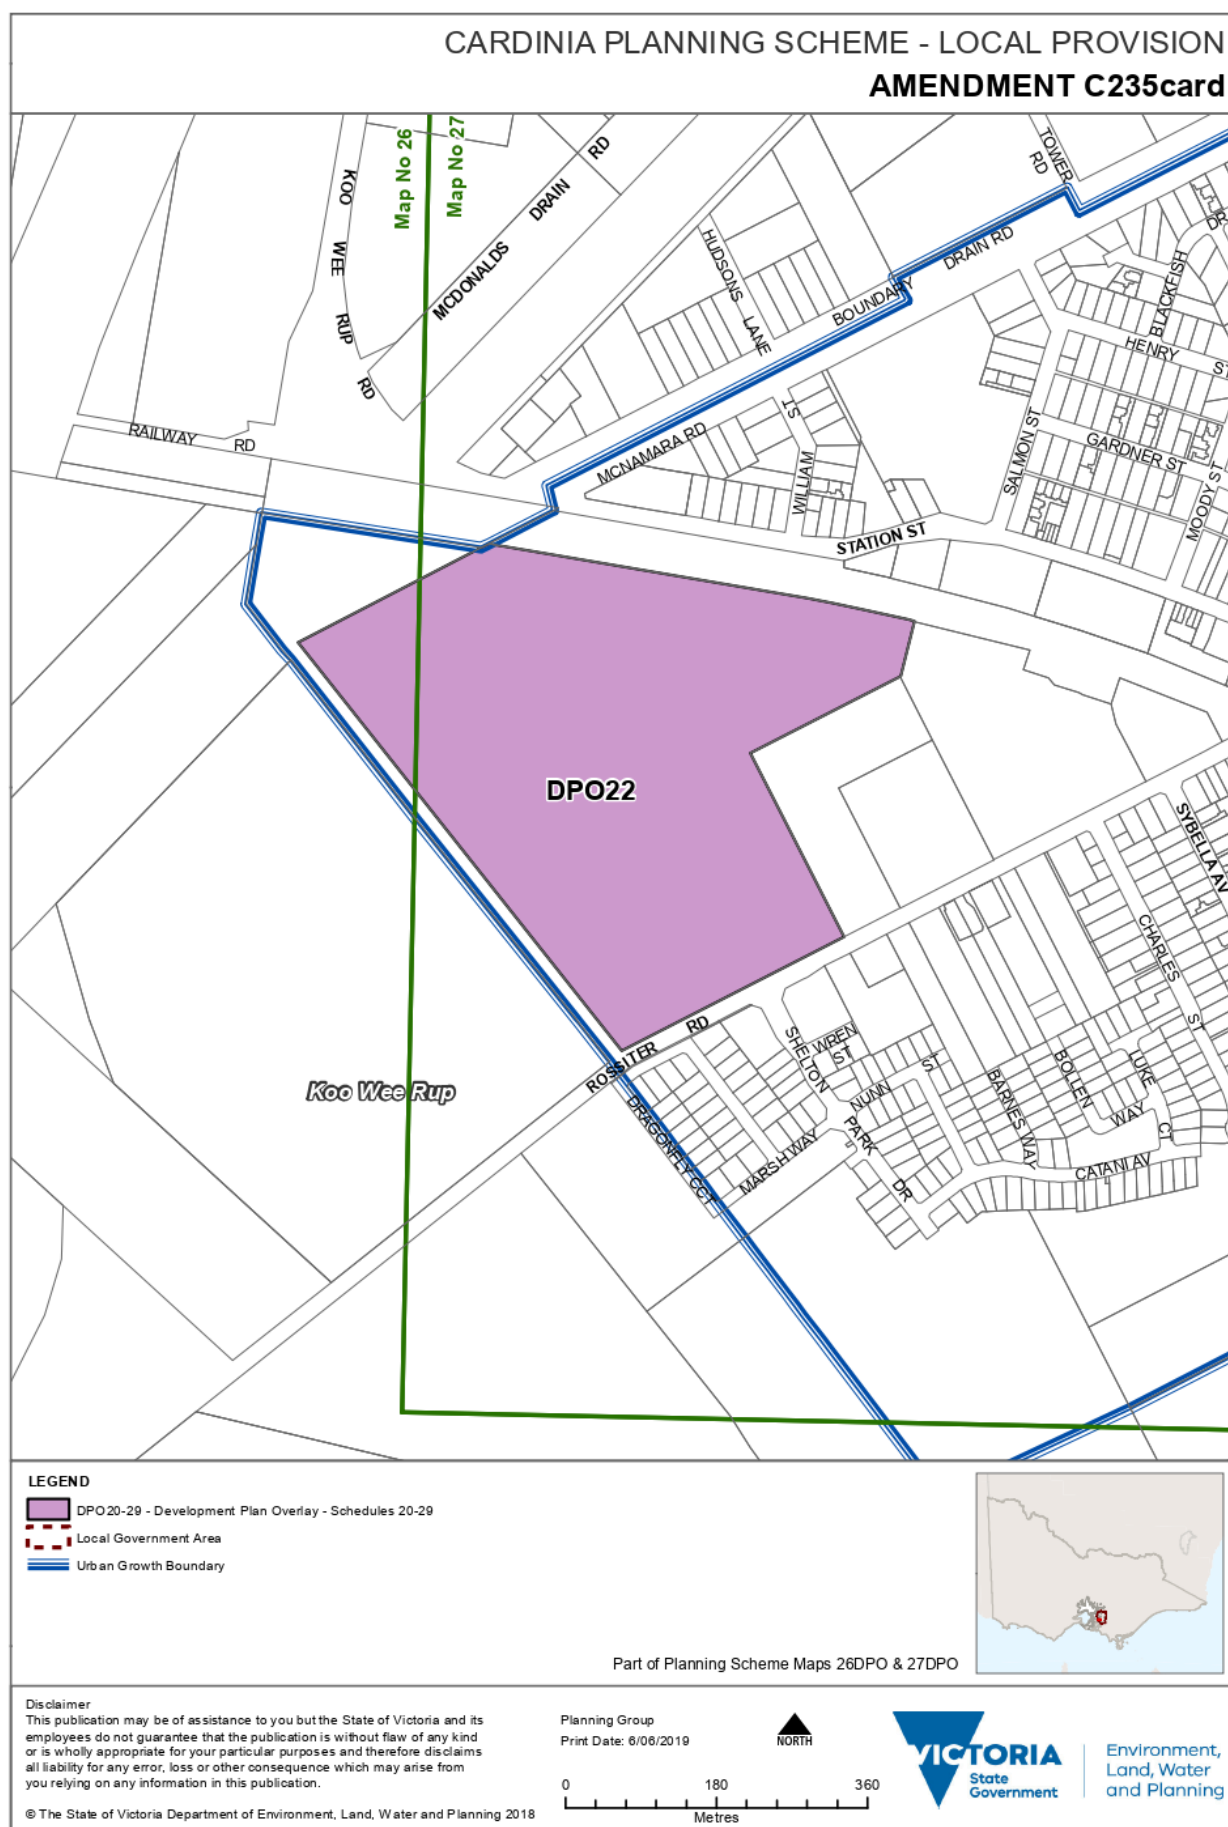 CARDINIA PLANNING SCHEME - LOCAL PROVISION
AMENDMENT C235card
Map No 26
Map No 27
KOO WEE RUP RD
MCDONALDS DRAIN RD
TOWER RD
HUDSONS LANE
BOUNDARY DRAIN RD
BLACKFISH DR
HENRY ST
RAILWAY RD
MCNAMARA RD
WILLIAM ST
SALMON ST
GARDNER ST
MOODY ST
STATION ST
DPO22
SYBELLA AV
CHARLES ST
ROSSITER RD
Koo Wee Rup
SHELTON PARK DR
WREN ST
NUNN ST
BARNES WAY
BOLLEN WAY
LUKE CT
DRAGONFLY CCT
MARSH WAY
CATANI AV
LEGEND
DPO20-29 - Development Plan Overlay - Schedules 20-29
Local Government Area
Urban Growth Boundary
Part of Planning Scheme Maps 26DPO & 27DPO
Disclaimer
This publication may be of assistance to you but the State of Victoria and its
employees do not guarantee that the publication is without flaw of any kind
or is wholly appropriate for your particular purposes and therefore disclaims
all liability for any error, loss or other consequence which may arise from
you relying on any information in this publication.
© The State of Victoria Department of Environment, Land, Water and Planning 2018
Planning Group
Print Date: 6/06/2019
NORTH
0 180 360
Metres
VICTORIA
State
Government
Environment,
Land, Water
and Planning